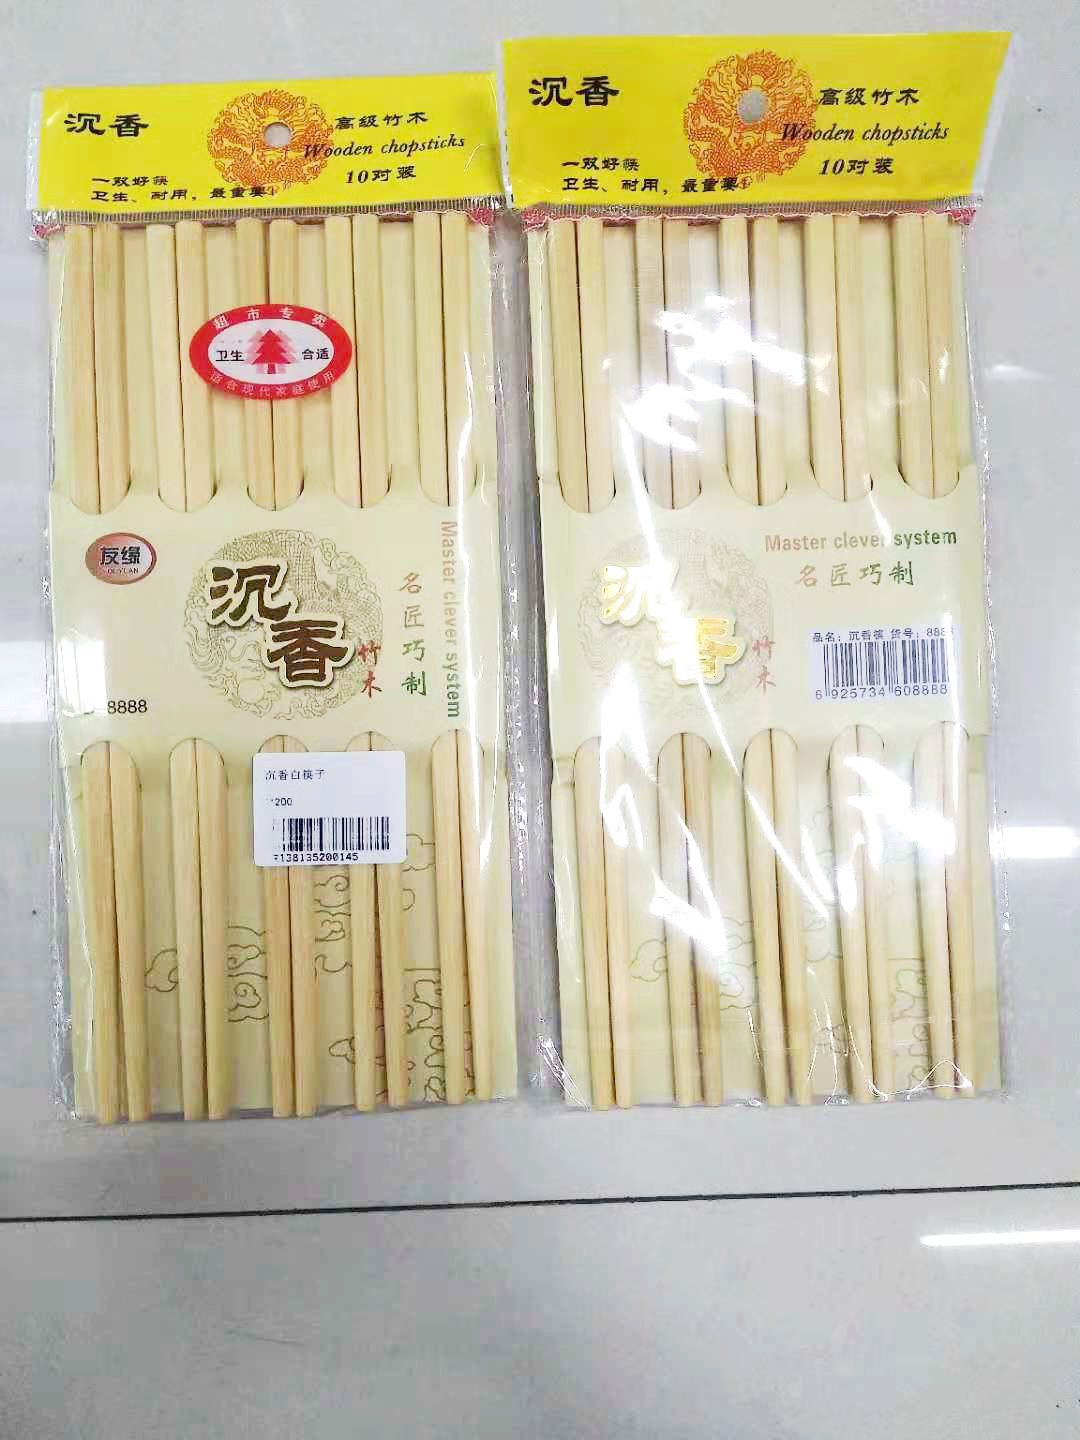 沉香
高级竹木
Wooden chopsticks
10对装
一双好筷
卫生、耐用，最重要
超市专卖
卫生 合适
适合现代家庭使用
友缘
沉香
竹木
名匠巧制
Master clever system
8888
沉香白筷子
*200
138135200145
沉香
高级竹木
Wooden chopsticks
10对装
一双好筷
卫生、耐用，最重要
Master clever system
名匠巧制
沉香
竹木
品名：沉香筷 货号：8888
6 925734 608888